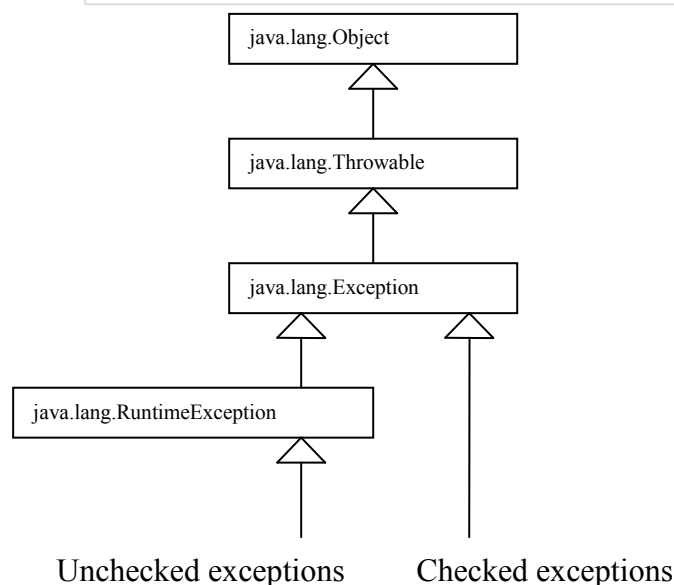 java.lang.Object
java.lang.Throwable
java.lang.Exception
java.lang.RuntimeException
Unchecked exceptions
Checked exceptions